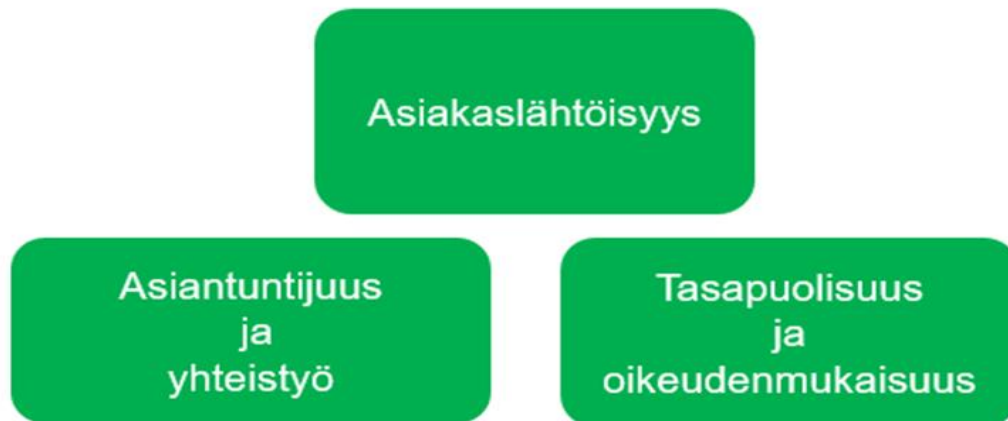 Asiakaslähtöisyys
Asiantuntijuus
ja
yhteistyö
Tasapuolisuus
ja
oikeudenmukaisuus